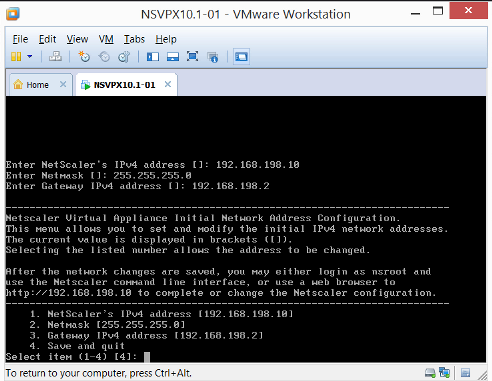 NSVPX10.1-01 - VMware Workstation
File Edit View VM Tabs Help
Home NSVPX10.1-01
Enter NetScaler's IPv4 address []: 192.168.198.10
Enter Netmask []: 255.255.255.0
Enter Gateway IPv4 address []: 192.168.198.2
Netscaler Virtual Appliance Initial Network Address Configuration.
This menu allows you to set and modify the initial IPv4 network addresses.
The current value is displayed in brackets ([]).
Selecting the listed number allows the address to be changed.
After the network changes are saved, you may either login as nsroot and
use the Netscaler command line interface, or use a web browser to
http://192.168.198.10 to complete or change the Netscaler configuration.
1. NetScaler's IPv4 address [192.168.198.10]
2. Netmask [255.255.255.0]
3. Gateway IPv4 address [192.168.198.2]
4. Save and quit
Select item (1-4) [4]:
To return to your computer, press Ctrl+Alt.